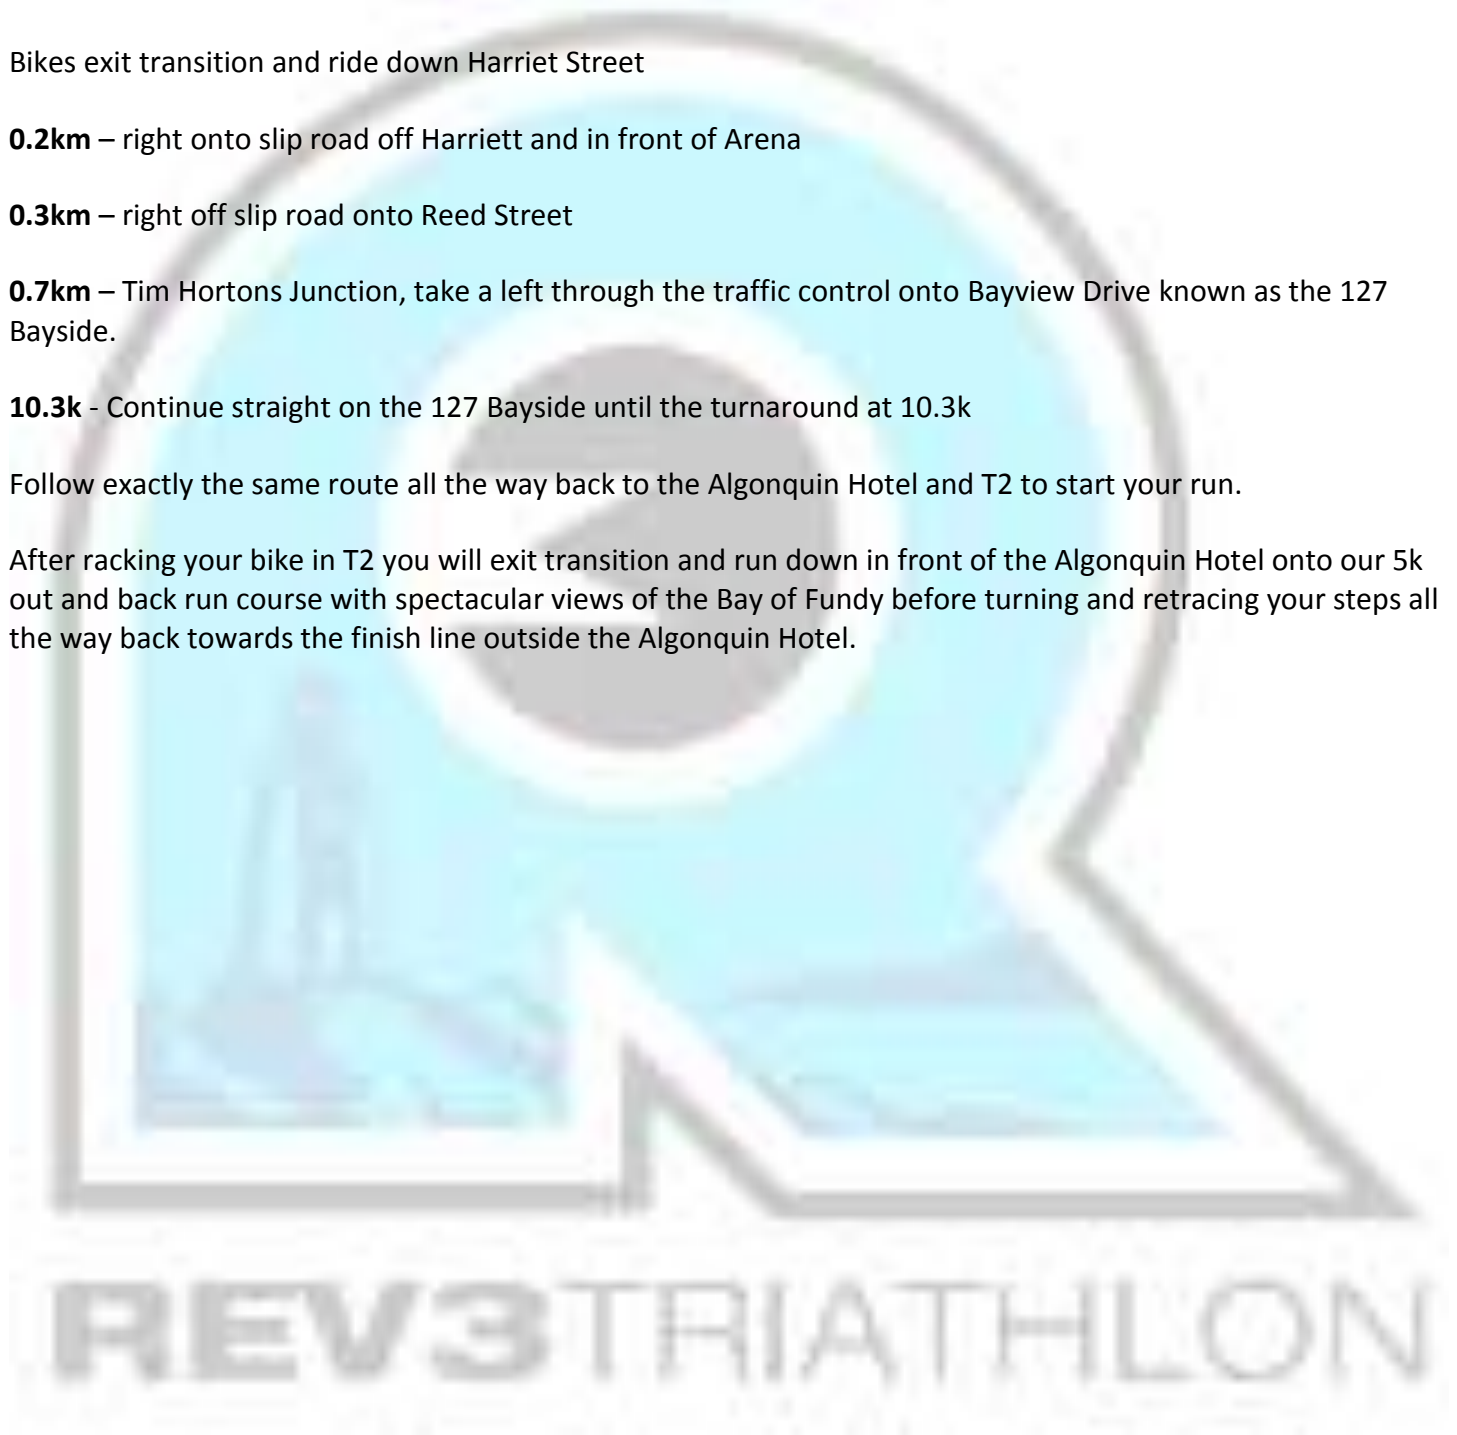 Bikes exit transition and ride down Harriet Street
0.2km – right onto slip road off Harriett and in front of Arena
0.3km – right off slip road onto Reed Street
0.7km – Tim Hortons Junction, take a left through the traffic control onto Bayview Drive known as the 127
Bayside.
10.3k - Continue straight on the 127 Bayside until the turnaround at 10.3k
Follow exactly the same route all the way back to the Algonquin Hotel and T2 to start your run.
After racking your bike in T2 you will exit transition and run down in front of the Algonquin Hotel onto our 5k
out and back run course with spectacular views of the Bay of Fundy before turning and retracing your steps all
the way back towards the finish line outside the Algonquin Hotel.
REV3TRIATHLON